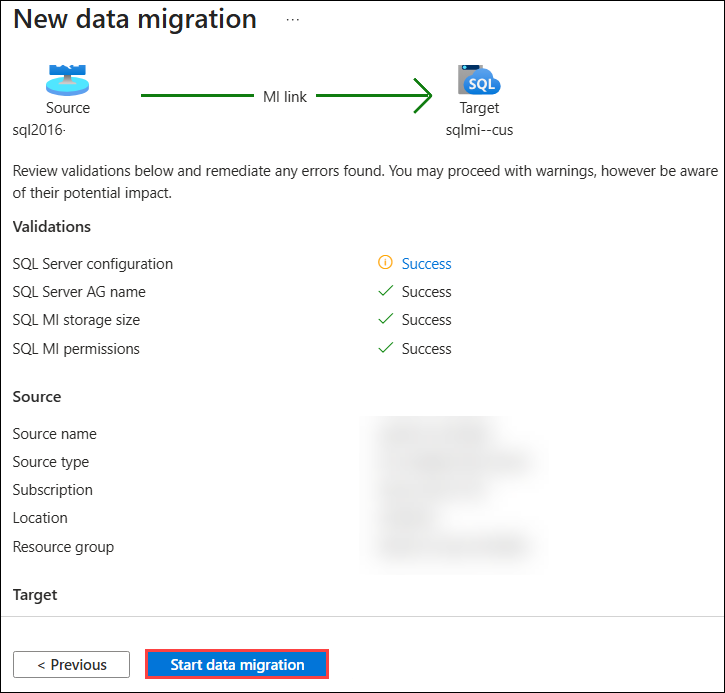 New data migration ...
SQL
MI link
Source
Target
sql2016-
sqlmi--cus
Review validations below and remediate any errors found. You may proceed with warnings, however be aware
of their potential impact.
Validations
SQL Server configuration Success
SQL Server AG name Success
SQL MI storage size Success
SQL MI permissions Success
Source
Source name
Source type
Subscription
Location
Resource group
Target
< Previous
Start data migration